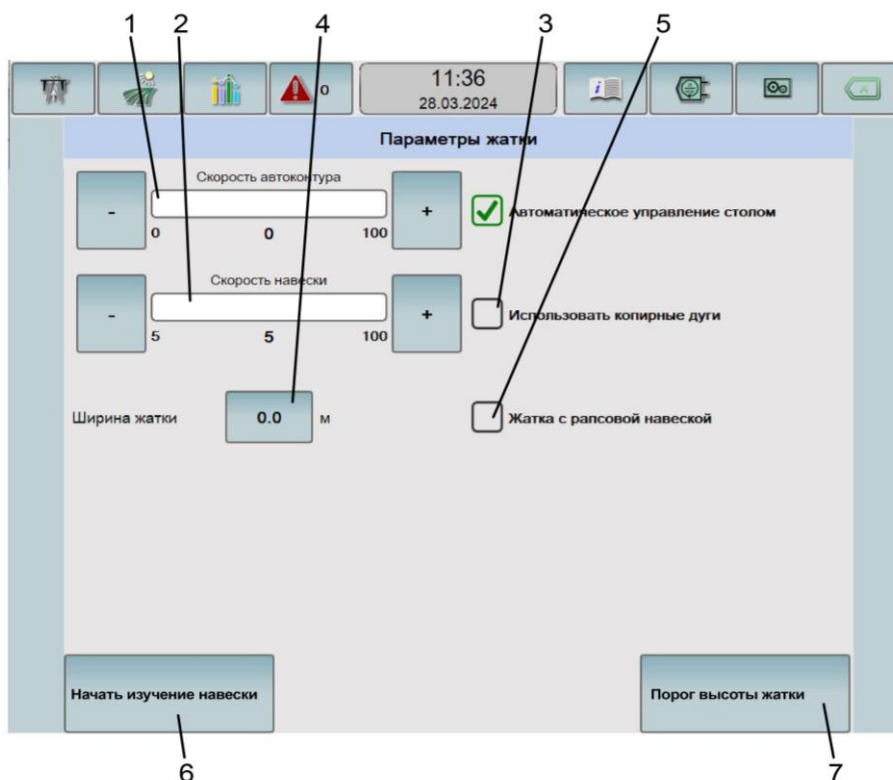 1 2 4 3 5
0
11:36
28.03.2024
Параметры жатки
Скорость автоконтура
- +
0 0 100
Автоматическое управление столом
Скорость навески
- +
5 5 100
Использовать копирные дуги
Ширина жатки 0.0 м
Жатка с рапсовой навеской
Начать изучение навески
Порог высоты жатки
6 7